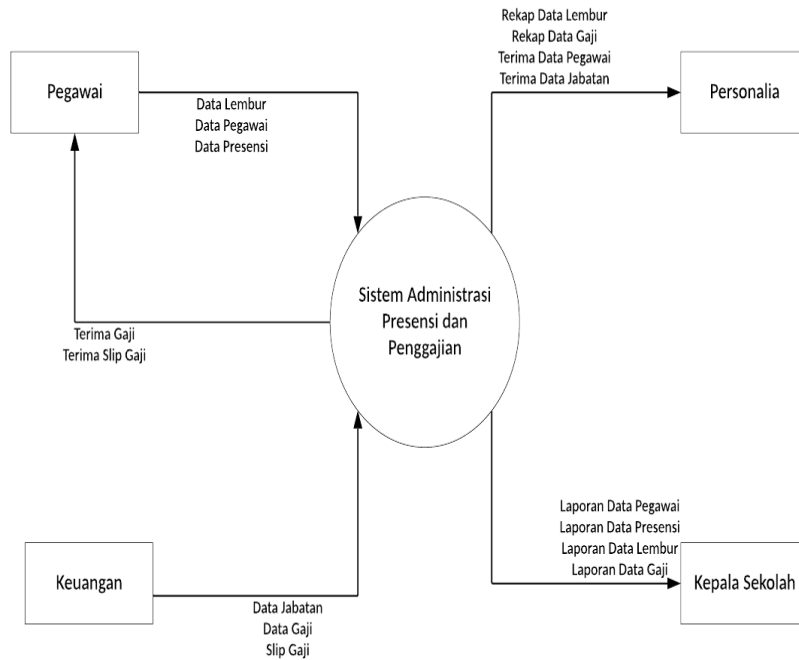 Rekap Data Lembur
Rekap Data Gaji
Terima Data Pegawai
Terima Data Jabatan
Pegawai
Personalia
Data Lembur
Data Pegawai
Data Presensi
Sistem Administrasi
Presensi dan
Penggajian
Terima Gaji
Terima Slip Gaji
Laporan Data Pegawai
Laporan Data Presensi
Laporan Data Lembur
Laporan Data Gaji
Keuangan
Kepala Sekolah
Data Jabatan
Data Gaji
Slip Gaji